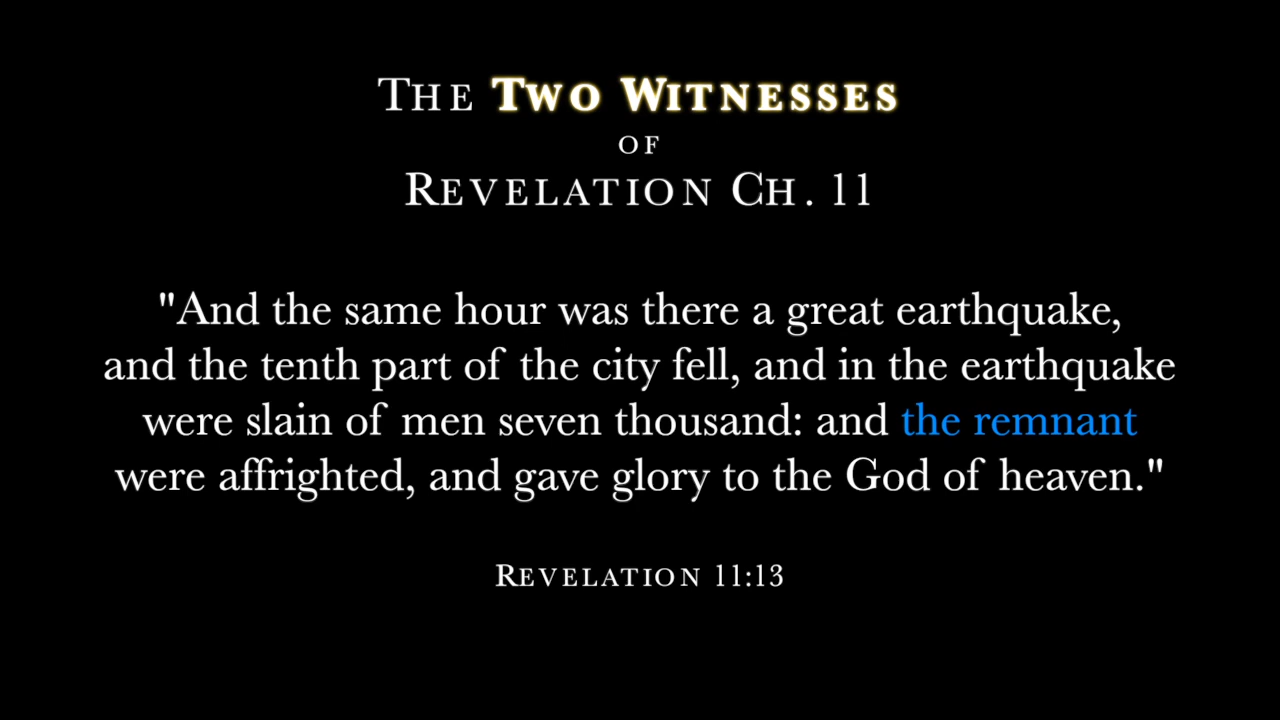 The Two Witnesses
of
Revelation Ch. 11
"And the same hour was there a great earthquake,
and the tenth part of the city fell, and in the earthquake
were slain of men seven thousand: and the remnant
were affrighted, and gave glory to the God of heaven."
Revelation 11:13